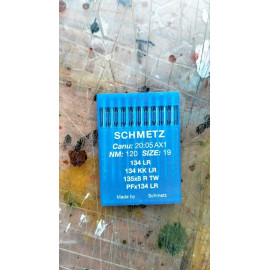 SCHMETZ
Canu: 20:05 AX1
NM: 120 SIZE: 19
134 LR
134 KK LR
135x8 R TW
PFx134 LR
Made by Schmetz